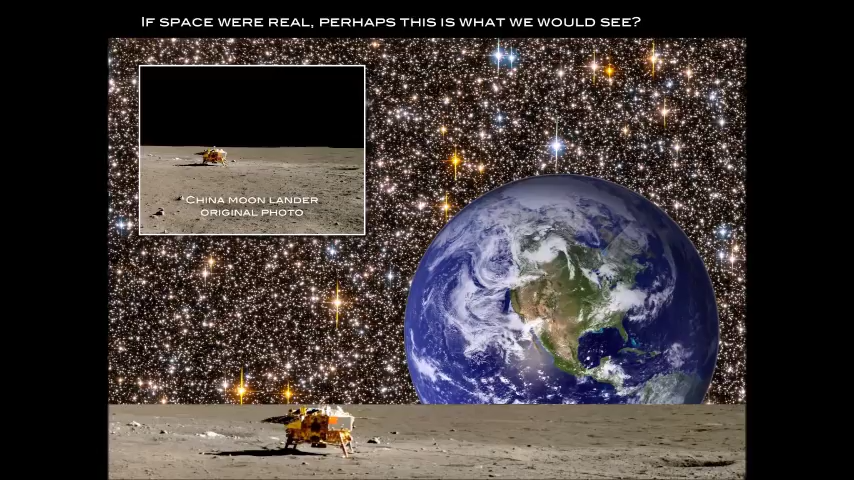 If space were real, perhaps this is what we would see?
*China moon lander
original photo